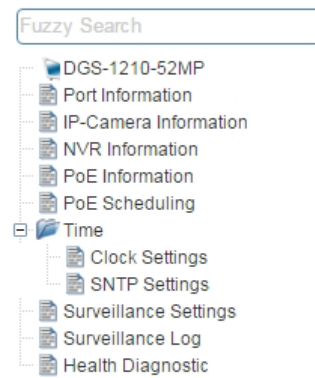 Fuzzy Search
DGS-1210-52MP
Port Information
IP-Camera Information
NVR Information
PoE Information
PoE Scheduling
Time
Clock Settings
SNTP Settings
Surveillance Settings
Surveillance Log
Health Diagnostic